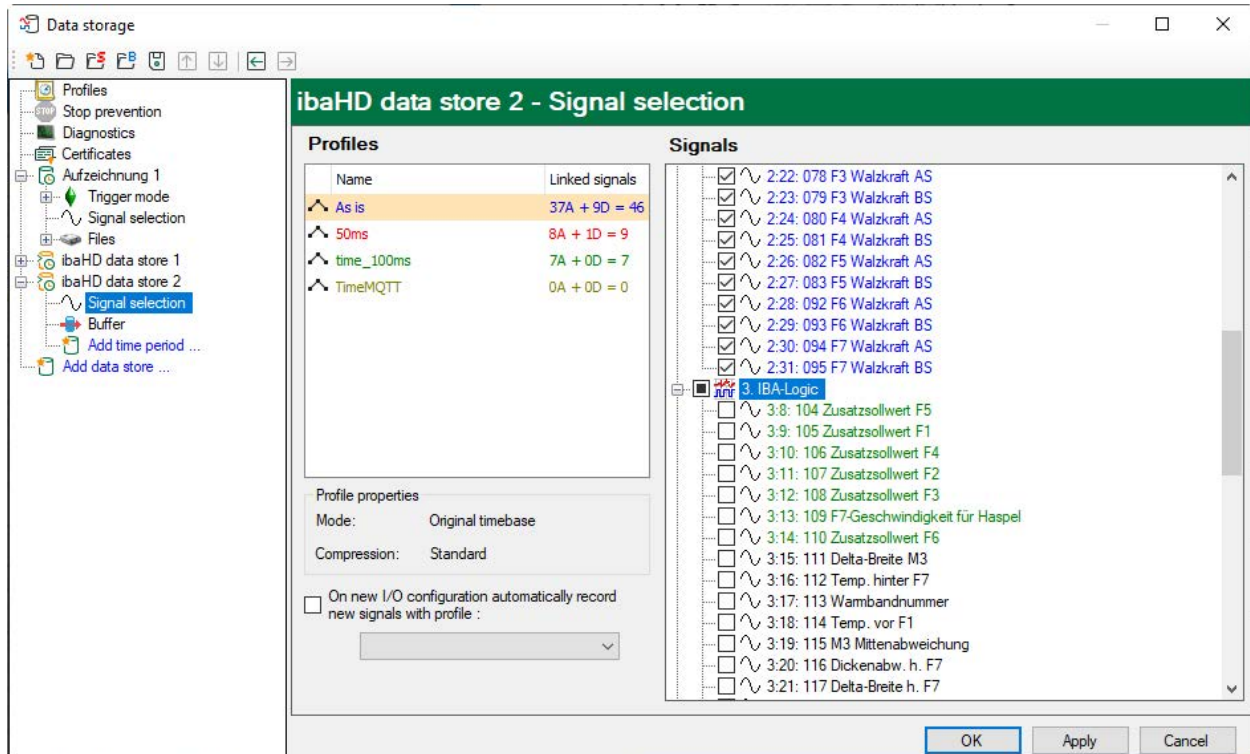 Data storage
Profiles
Stop prevention
Diagnostics
Certificates
Aufzeichnung 1
Trigger mode
Signal selection
Files
ibaHD data store 1
ibaHD data store 2
Signal selection
Buffer
Add time period ...
Add data store ...
ibaHD data store 2 - Signal selection
Profiles
Name Linked signals
As is 37A + 9D = 46
50ms 8A + 1D = 9
time_100ms 7A + 0D = 7
TimeMQTT 0A + 0D = 0
Profile properties
Mode: Original timebase
Compression: Standard
On new I/O configuration automatically record
new signals with profile :
Signals
2:22: 078 F3 Walzkraft AS
2:23: 079 F3 Walzkraft BS
2:24: 080 F4 Walzkraft AS
2:25: 081 F4 Walzkraft BS
2:26: 082 F5 Walzkraft AS
2:27: 083 F5 Walzkraft BS
2:28: 092 F6 Walzkraft AS
2:29: 093 F6 Walzkraft BS
2:30: 094 F7 Walzkraft AS
2:31: 095 F7 Walzkraft BS
3. IBA-Logic
3:8: 104 Zusatzsollwert F5
3:9: 105 Zusatzsollwert F1
3:10: 106 Zusatzsollwert F4
3:11: 107 Zusatzsollwert F2
3:12: 108 Zusatzsollwert F3
3:13: 109 F7-Geschwindigkeit für Haspel
3:14: 110 Zusatzsollwert F6
3:15: 111 Delta-Breite M3
3:16: 112 Temp. hinter F7
3:17: 113 Warmbandnummer
3:18: 114 Temp. vor F1
3:19: 115 M3 Mittenabweichung
3:20: 116 Dickenabw. h. F7
3:21: 117 Delta-Breite h. F7
OK Apply Cancel